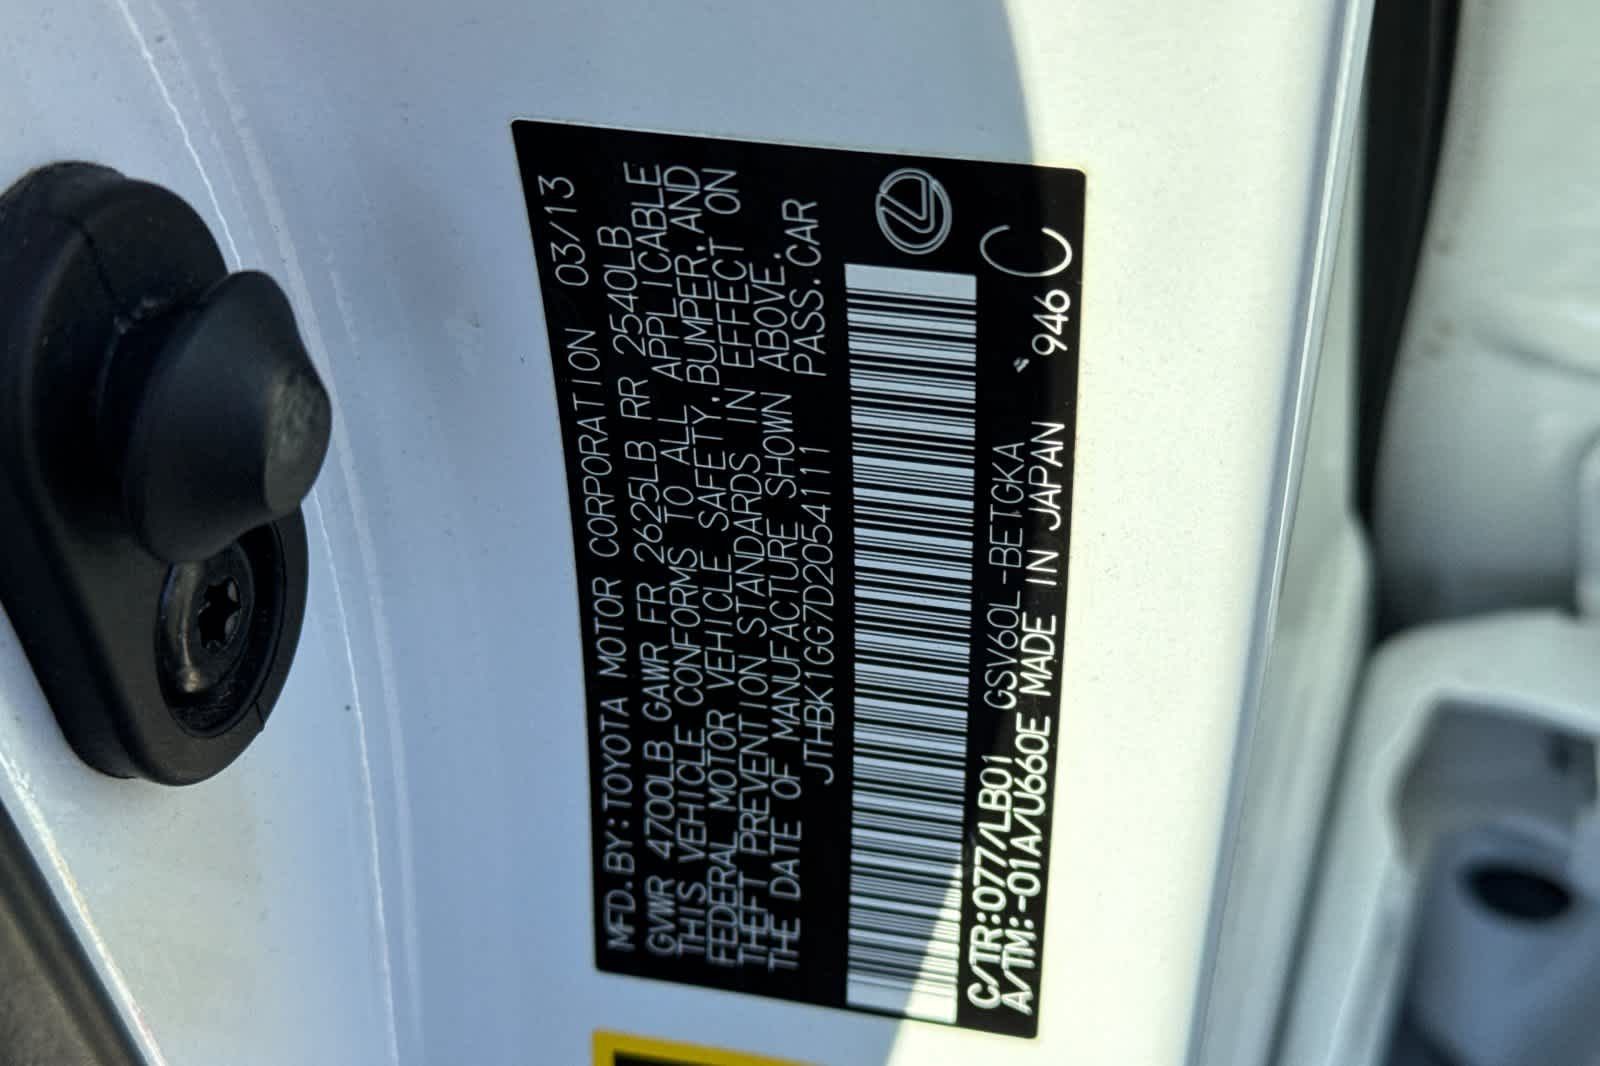 MFD.BY:TOYOTA MOTOR CORPORATION 03/13
GVWR 4700LB GAWR FR 2625LB RR 2540LB
THIS VEHICLE CONFORMS TO ALL APPLICABLE
FEDERAL MOTOR VEHICLE SAFETY,BUMPER,AND
THEFT PREVENTION STANDARDS IN EFFECT ON
THE DATE OF MANUFACTURE SHOWN ABOVE.
JTHBK1GG7D2054111 PASS.CAR
C/TR:077/LB01 GSV60L-BETGKA
A/TM:-01A/U660E MADE IN JAPAN "946 C